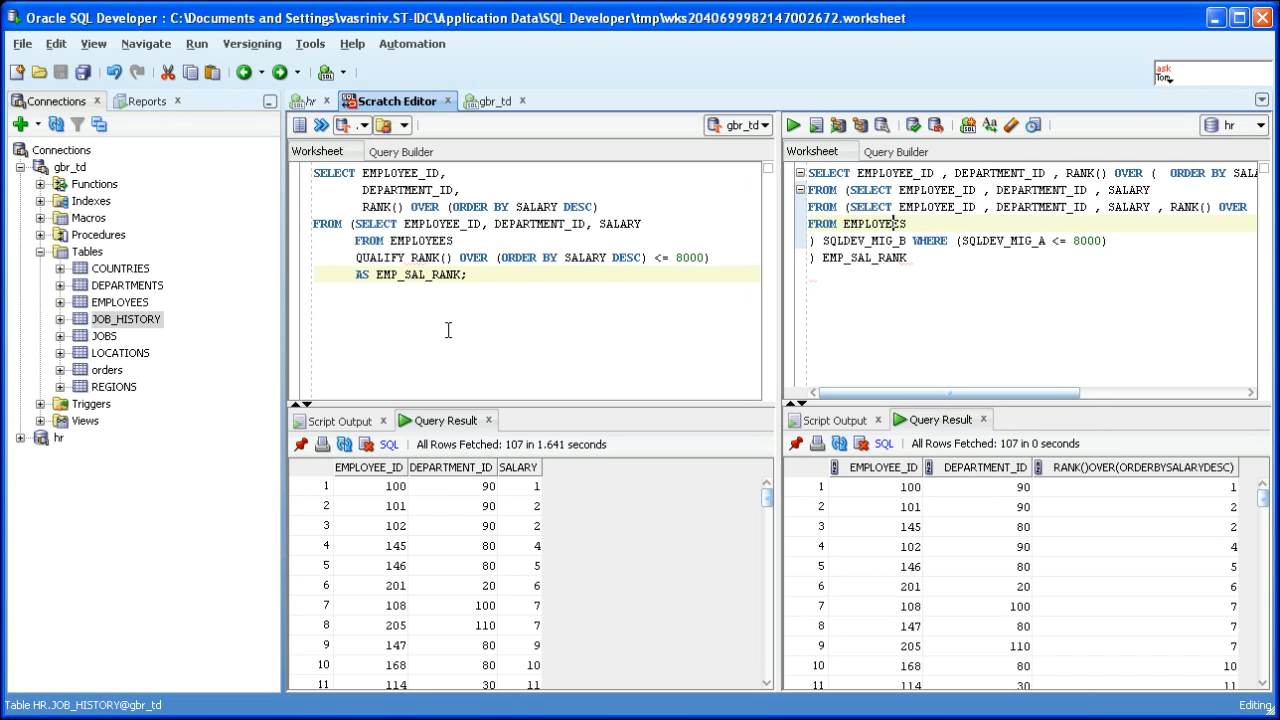 Oracle SQL Developer : C:\Documents and Settings\vasriniv.ST-IDC\Application Data\SQL Developer\tmp\wks2040699982147002672.worksheet
File Edit View Navigate Run Versioning Tools Help Automation
ask Tom
Connections Reports
hr Scratch Editor gbr_td
gbr_td
hr
Worksheet Query Builder
Worksheet Query Builder
Connections
gbr_td
Functions
Indexes
Macros
Procedures
Tables
COUNTRIES
DEPARTMENTS
EMPLOYEES
JOB_HISTORY
JOBS
LOCATIONS
orders
REGIONS
Triggers
Views
hr
SELECT EMPLOYEE_ID,
DEPARTMENT_ID,
RANK() OVER (ORDER BY SALARY DESC)
FROM (SELECT EMPLOYEE_ID, DEPARTMENT_ID, SALARY
FROM EMPLOYEES
QUALIFY RANK() OVER (ORDER BY SALARY DESC) <= 8000)
AS EMP_SAL_RANK;
SELECT EMPLOYEE_ID , DEPARTMENT_ID , RANK() OVER ( ORDER BY SAL
FROM (SELECT EMPLOYEE_ID , DEPARTMENT_ID , SALARY
FROM (SELECT EMPLOYEE_ID , DEPARTMENT_ID , SALARY , RANK() OVER
FROM EMPLOYEES
) SQLDEV_MIG_B WHERE (SQLDEV_MIG_A <= 8000)
) EMP_SAL_RANK
Script Output Query Result
SQL All Rows Fetched: 107 in 1.641 seconds
EMPLOYEE_ID DEPARTMENT_ID SALARY
1 100 90 1
2 101 90 2
3 102 90 2
4 145 80 4
5 146 80 5
6 201 20 6
7 108 100 7
8 205 110 7
9 147 80 9
10 168 80 10
11 114 30 11
Script Output Query Result
SQL All Rows Fetched: 107 in 0 seconds
EMPLOYEE_ID DEPARTMENT_ID RANK()OVER(ORDERBYSALARYDESC)
1 100 90 1
2 101 90 2
3 145 80 2
4 102 90 4
5 146 80 5
6 201 20 6
7 108 100 7
8 147 80 7
9 205 110 7
10 168 80 10
11 114 30 11
Table HR.JOB_HISTORY@gbr_td
Editing